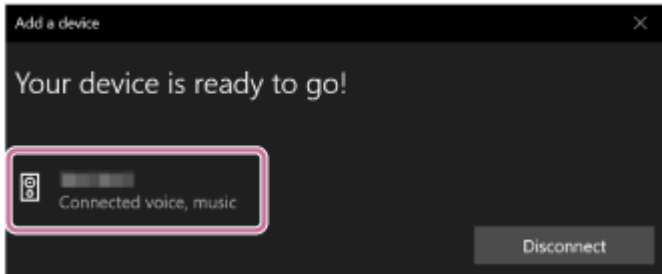 Add a device
Your device is ready to go!
Connected voice, music
Disconnect